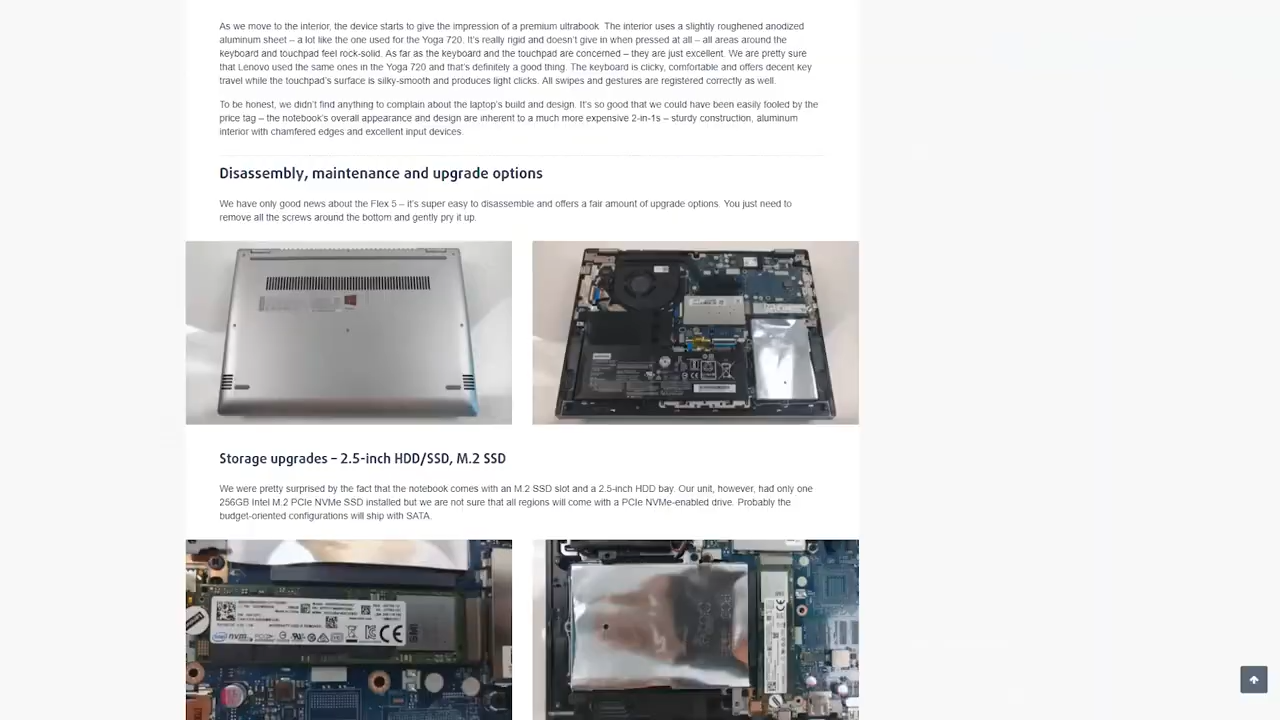 As we move to the interior, the device starts to give the impression of a premium ultrabook. The interior uses a slightly roughened anodized
aluminum sheet – a lot like the one used for the Yoga 720. It's really rigid and doesn't give in when pressed at all – all areas around the
keyboard and touchpad feel rock-solid. As far as the keyboard and the touchpad are concerned – they are just excellent. We are pretty sure
that Lenovo used the same ones in the Yoga 720 and that's definitely a good thing. The keyboard is clicky, comfortable and offers decent key
travel while the touchpad's surface is silky-smooth and produces light clicks. All swipes and gestures are registered correctly as well.
To be honest, we didn't find anything to complain about the laptop's build and design. It's so good that we could have been easily fooled by the
price tag – the notebook's overall appearance and design are inherent to a much more expensive 2-in-1s – sturdy construction, aluminum
interior with chamfered edges and excellent input devices.
Disassembly, maintenance and upgrade options
We have only good news about the Flex 5 – it's super easy to disassemble and offers a fair amount of upgrade options. You just need to
remove all the screws around the bottom and gently pry it up.
Storage upgrades – 2.5-inch HDD/SSD, M.2 SSD
We were pretty surprised by the fact that the notebook comes with an M.2 SSD slot and a 2.5-inch HDD bay. Our unit, however, had only one
256GB Intel M.2 PCIe NVMe SSD installed but we are not sure that all regions will come with a PCIe NVMe-enabled drive. Probably the
budget-oriented configurations will ship with SATA.
intel nvm